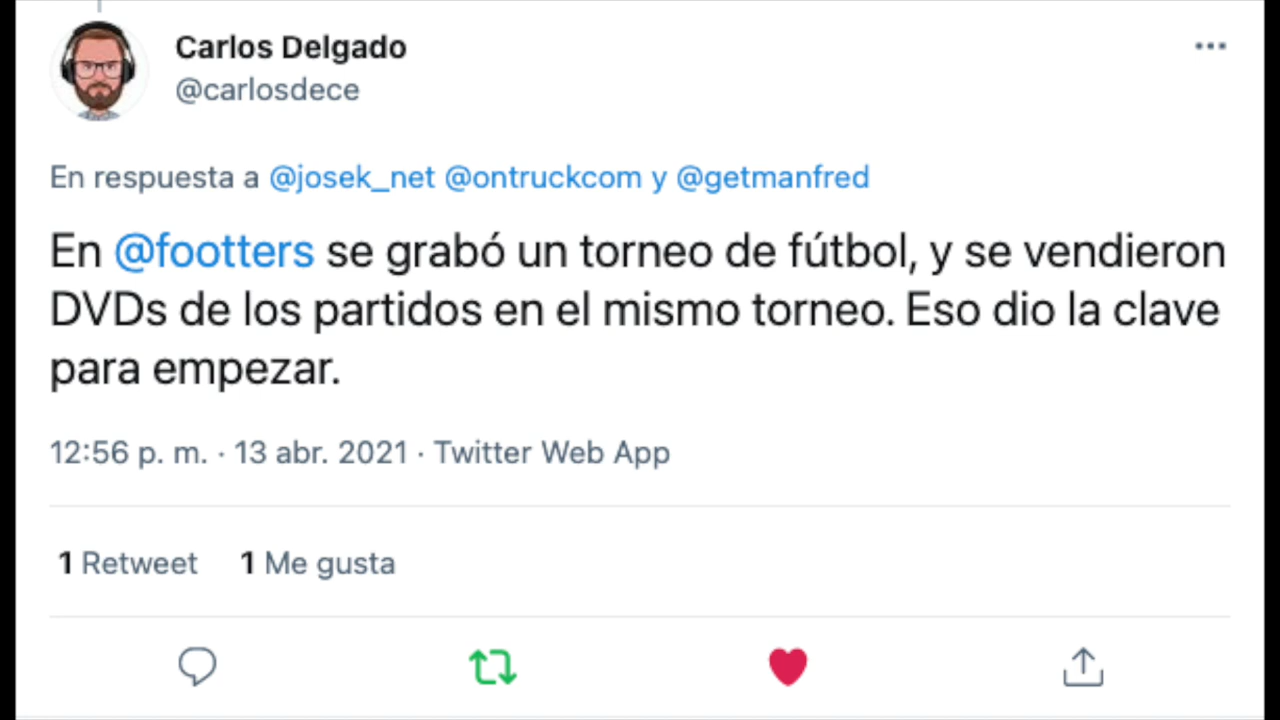 Carlos Delgado
@carlosdece
En respuesta a @josek_net @ontruckcom y @getmanfred
En @footters se grabó un torneo de fútbol, y se vendieron
DVDs de los partidos en el mismo torneo. Eso dio la clave
para empezar.
12:56 p. m. · 13 abr. 2021 · Twitter Web App
1 Retweet 1 Me gusta